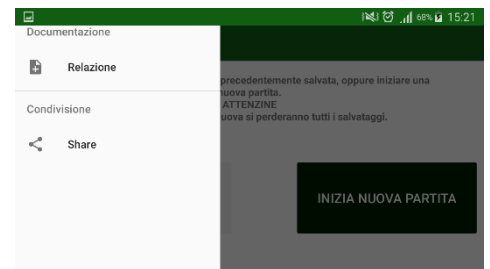 68% 15:21
Documentazione
Relazione
Condivisione
Share
precedentemente salvata, oppure iniziare una
nuova partita.
ATTENZINE
uova si perderanno tutti i salvataggi.
INIZIA NUOVA PARTITA